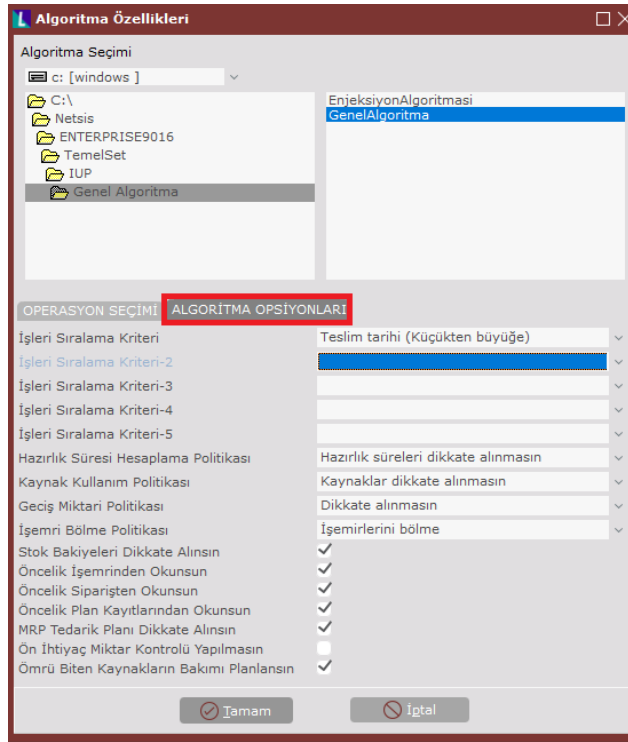 Algoritma Özellikleri
Algoritma Seçimi
c: [windows ]
C:\
Netsis
ENTERPRISE9016
TemelSet
IUP
Genel Algoritma
EnjeksiyonAlgoritmasi
GenelAlgoritma
OPERASYON SEÇİMİ ALGORİTMA OPSİYONLARI
İşleri Sıralama Kriteri Teslim tarihi (Küçükten büyüğe)
İşleri Sıralama Kriteri-2
İşleri Sıralama Kriteri-3
İşleri Sıralama Kriteri-4
İşleri Sıralama Kriteri-5
Hazırlık Süresi Hesaplama Politikası Hazırlık süreleri dikkate alınmasın
Kaynak Kullanım Politikası Kaynaklar dikkate alınmasın
Geciş Miktari Politikası Dikkate alınmasın
İşemri Bölme Politikası İşemirlerini bölme
Stok Bakiyeleri Dikkate Alınsın
Öncelik İşemrinden Okunsun
Öncelik Siparişten Okunsun
Öncelik Plan Kayıtlarından Okunsun
MRP Tedarik Planı Dikkate Alınsın
Ön İhtiyaç Miktar Kontrolü Yapılmasın
Ömrü Biten Kaynakların Bakımı Planlansın
Tamam İptal